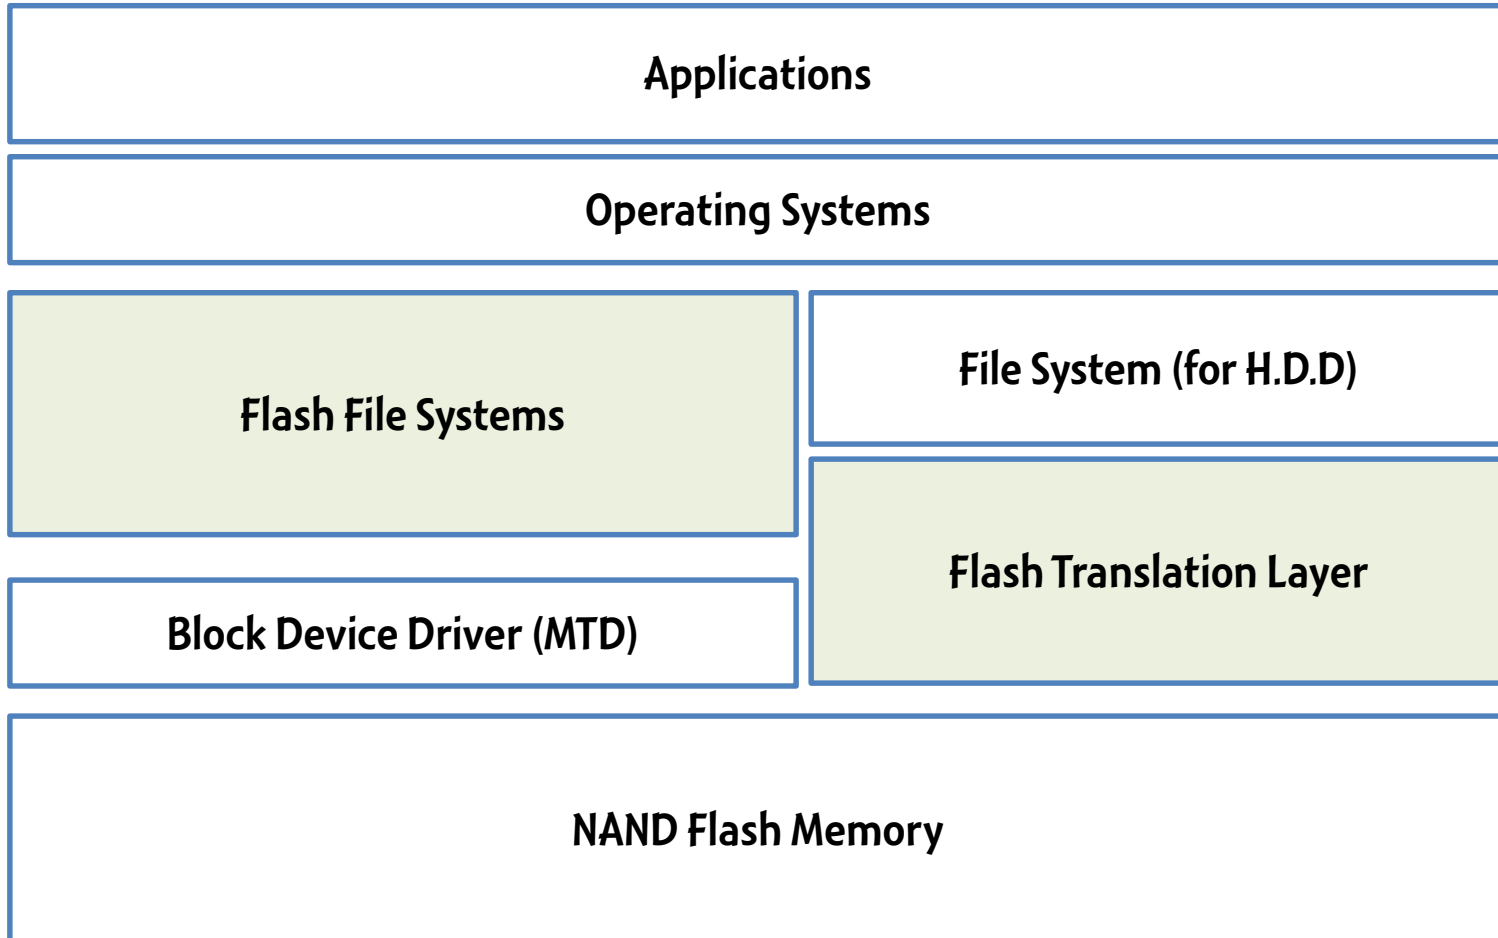 Applications
Operating Systems
Flash File Systems
File System (for H.D.D)
Flash Translation Layer
Block Device Driver (MTD)
NAND Flash Memory